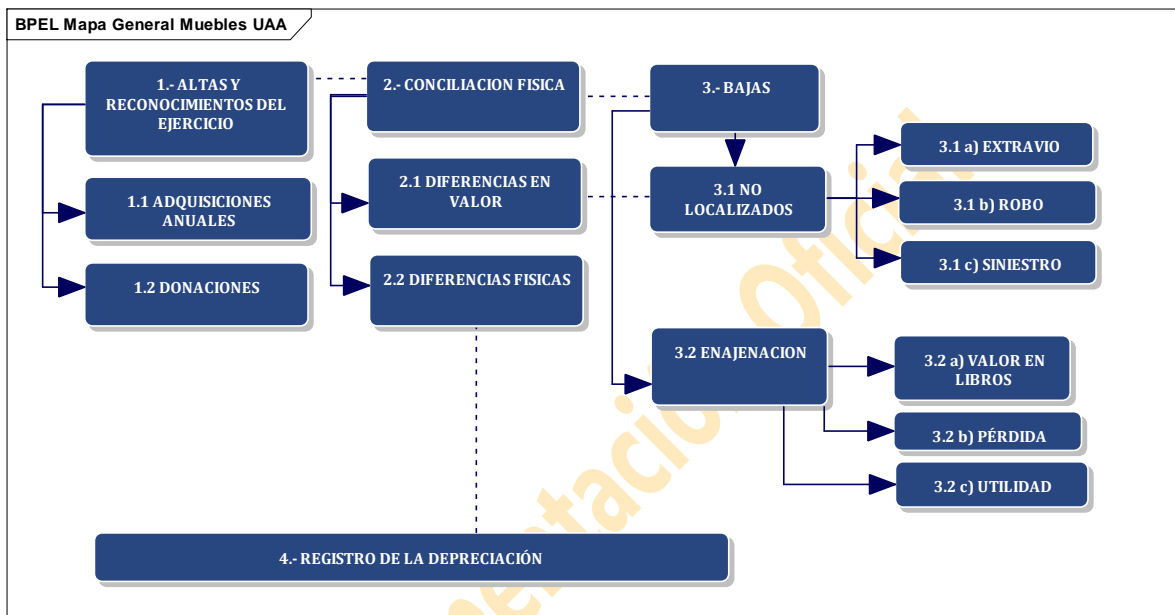 BPEL Mapa General Muebles UAA
1.- ALTAS Y
RECONOCIMIENTOS DEL
EJERCICIO
1.1 ADQUISICIONES
ANUALES
1.2 DONACIONES
2.- CONCILIACION FISICA
2.1 DIFERENCIAS EN
VALOR
2.2 DIFERENCIAS FISICAS
3.- BAJAS
3.1 NO
LOCALIZADOS
3.1 a) EXTRAVIO
3.1 b) ROBO
3.1 c) SINIESTRO
3.2 ENAJENACION
3.2 a) VALOR EN
LIBROS
3.2 b) PÉRDIDA
3.2 c) UTILIDAD
4.- REGISTRO DE LA DEPRECIACIÓN